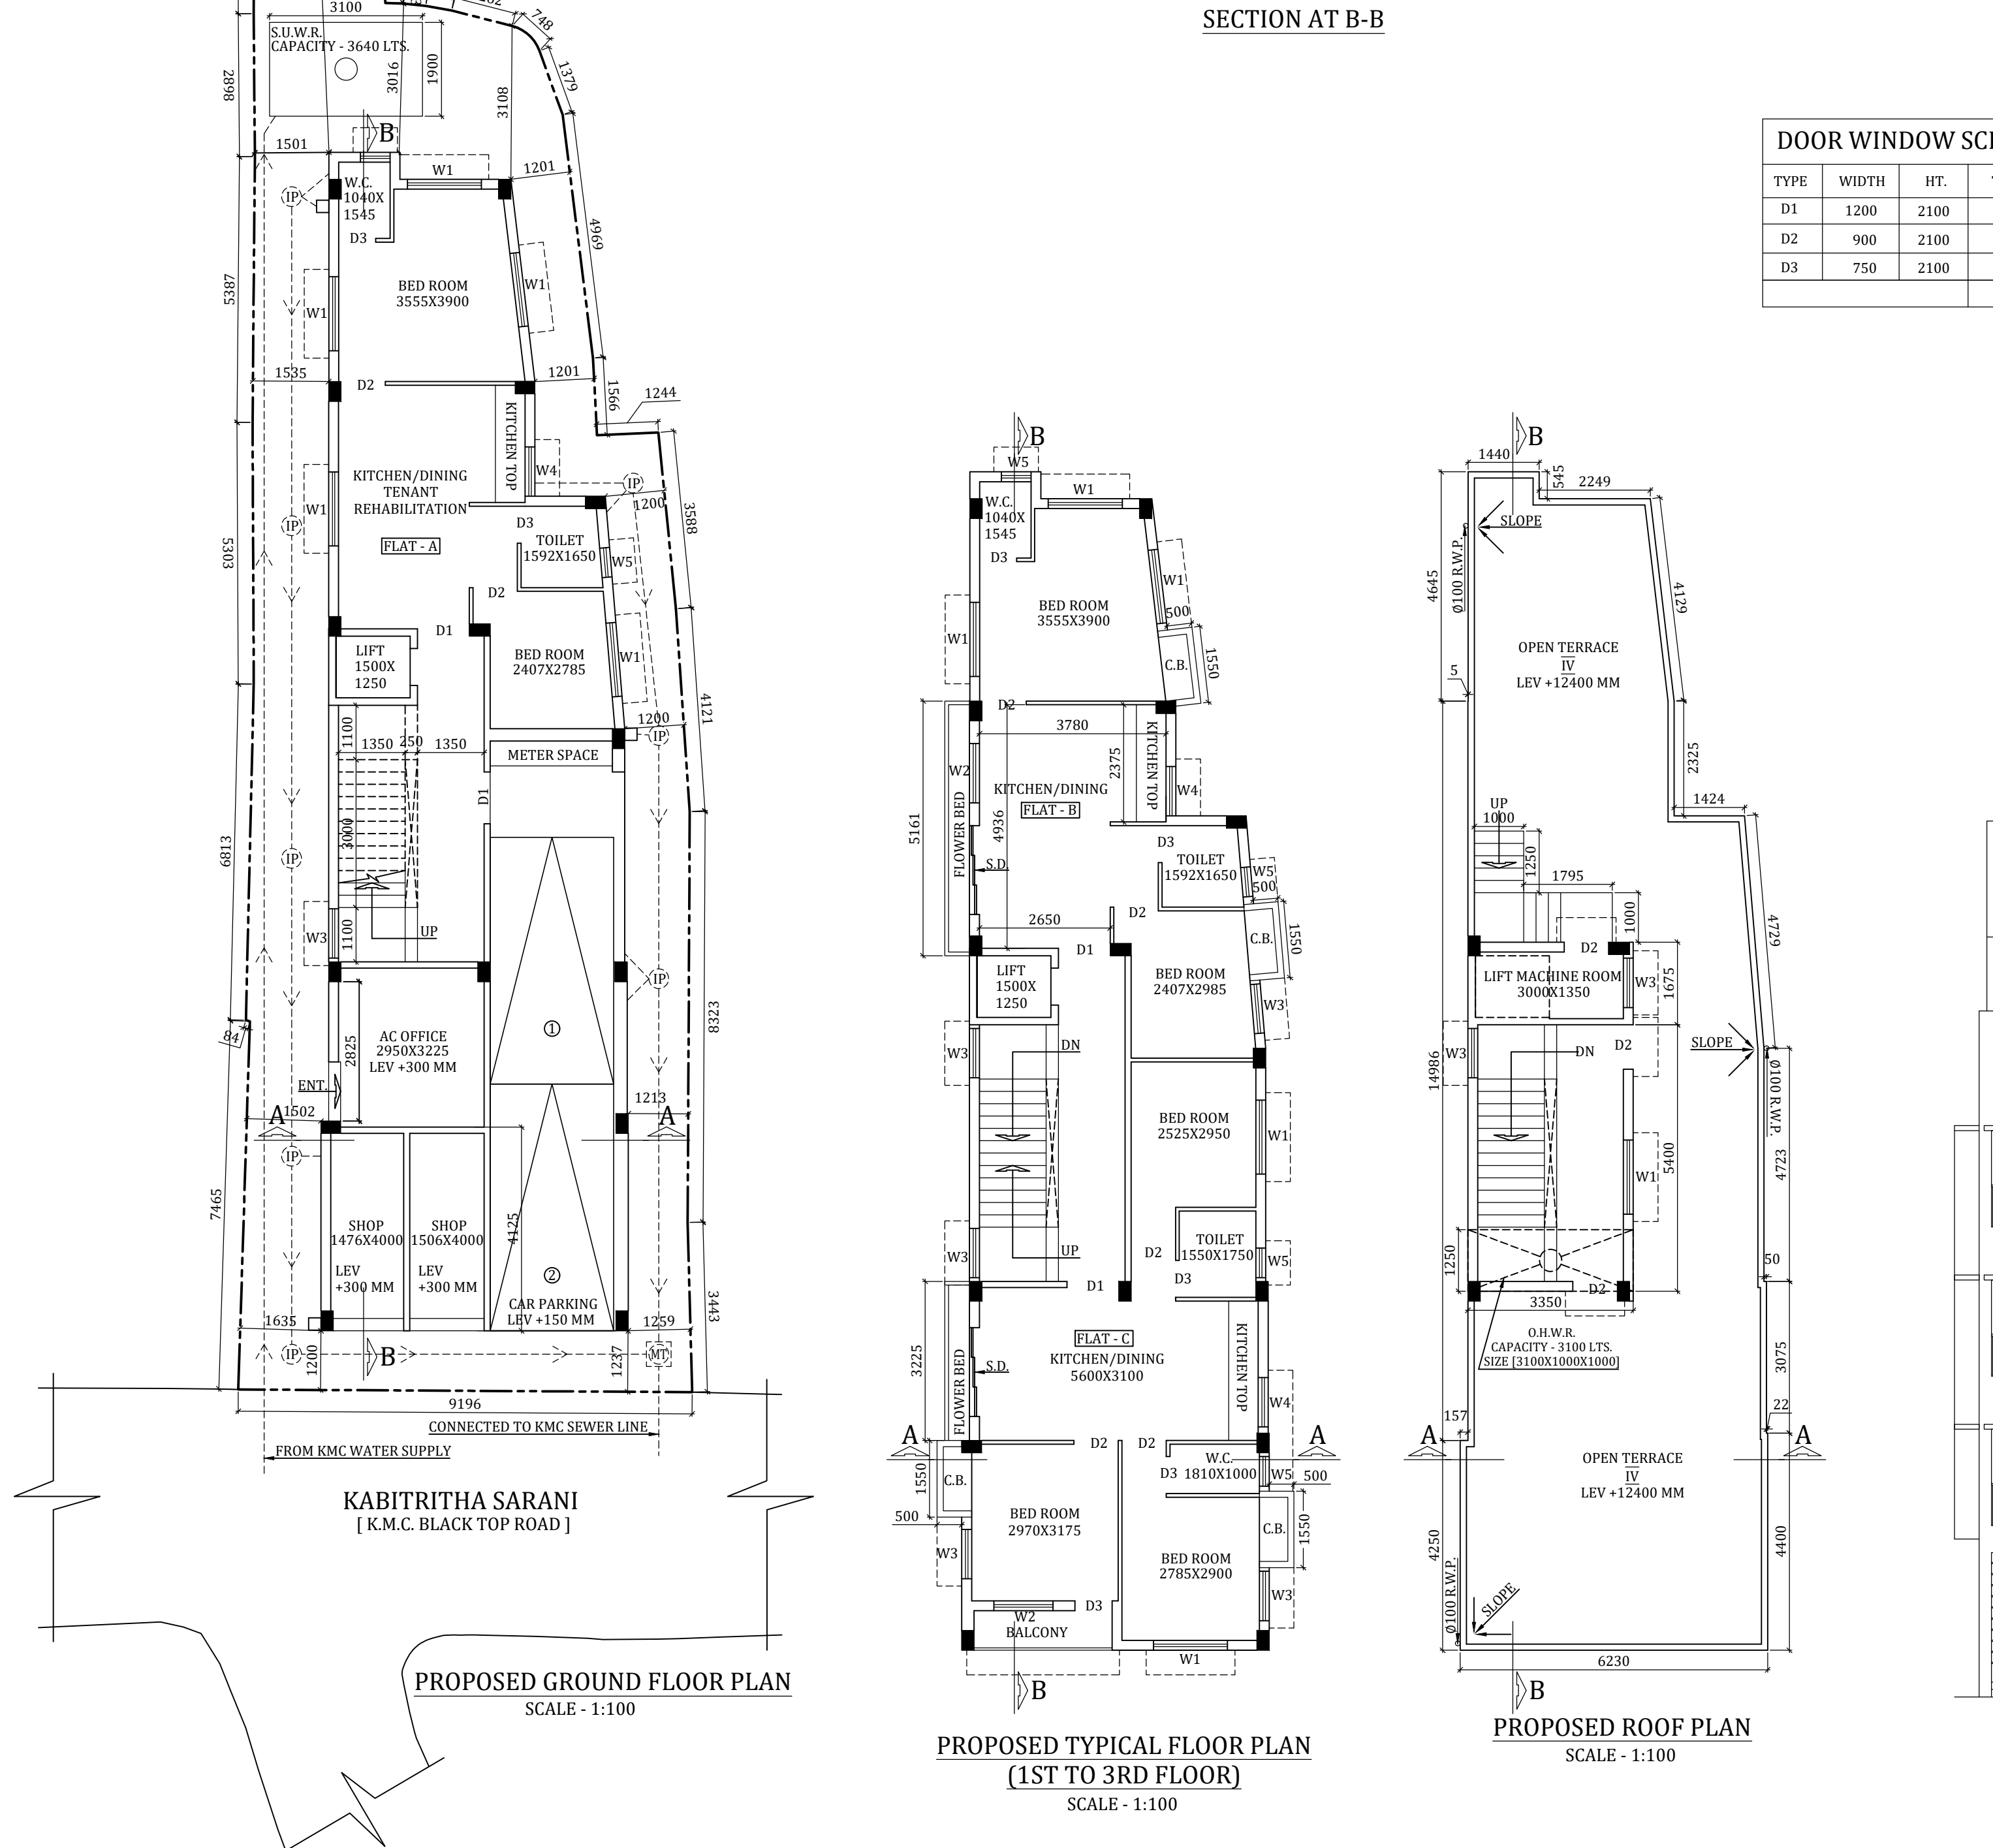 SECTION AT B-B
3100
748
S.U.W.R.
CAPACITY - 3640 LTS.
3016
1900
2898
3108
1379
B
1501
W1
1201
W.C.
1040X
1545
IP
D3
4969
5387
BED ROOM
3555X3900
W1
W1
1535
D2
1201
1566
1244
KITCHEN TOP
KITCHEN/DINING
TENANT
REHABILITATION
W4
IP
W1
1200
3588
IP
D3
FLAT - A
TOILET
1592X1650
W5
5303
D2
D1
LIFT
1500X
1250
BED ROOM
2407X2785
W1
4121
1200
1100
1350
250
1350
METER SPACE
IP
D1
3000
6813
IP
W3
1100
UP
IP
8323
84
AC OFFICE
2950X3225
LEV +300 MM
2825
1
ENT.
A
1502
1213
A
IP
7465
SHOP
1476X4000
SHOP
1506X4000
4125
LEV
+300 MM
LEV
+300 MM
2
CAR PARKING
LEV +150 MM
3443
1635
1259
IP
1200
B
1237
MT
9196
CONNECTED TO KMC SEWER LINE
FROM KMC WATER SUPPLY
KABITRITHA SARANI
[ K.M.C. BLACK TOP ROAD ]
PROPOSED GROUND FLOOR PLAN
SCALE - 1:100
B
W5
W1
W.C.
1040X
1545
D3
W1
BED ROOM
3555X3900
500
W1
C.B.
1550
D2
3780
W2
2375
KITCHEN TOP
KITCHEN/DINING
FLAT - B
W4
5161
FLOWER BED
4936
D3
S.D.
TOILET
1592X1650
W5
500
2650
D2
C.B.
1550
D1
LIFT
1500X
1250
BED ROOM
2407X2985
W3
W3
DN
BED ROOM
2525X2950
W1
W3
UP
D2
TOILET
1550X1750
W5
D1
D3
3225
FLOWER BED
FLAT - C
KITCHEN/DINING
5600X3100
S.D.
KITCHEN TOP
W4
A
D2
D2
A
W.C.
D3 1810X1000
W5
500
1550
C.B.
BED ROOM
2970X3175
500
C.B.
1550
W3
BED ROOM
2785X2900
W3
D3
W2
BALCONY
W1
B
PROPOSED TYPICAL FLOOR PLAN
(1ST TO 3RD FLOOR)
SCALE - 1:100
B
1440
545
2249
SLOPE
Ø100 R.W.P.
4645
4129
OPEN TERRACE
IV
LEV +12400 MM
5
2325
UP
1000
1424
1250
1795
1000
4729
D2
LIFT MACHINE ROOM
3000X1350
W3
1675
W3
DN
D2
SLOPE
14986
Ø100 R.W.P.
W1
5400
4723
1250
50
D2
3350
O.H.W.R.
CAPACITY - 3100 LTS.
SIZE [3100X1000X1000]
3075
157
22
A
A
OPEN TERRACE
IV
LEV +12400 MM
4250
4400
Ø100 R.W.P.
SLOPE
6230
B
PROPOSED ROOF PLAN
SCALE - 1:100
DOOR WINDOW
TYPE WIDTH HT.
D1 1200 2100
D2 900 2100
D3 750 2100